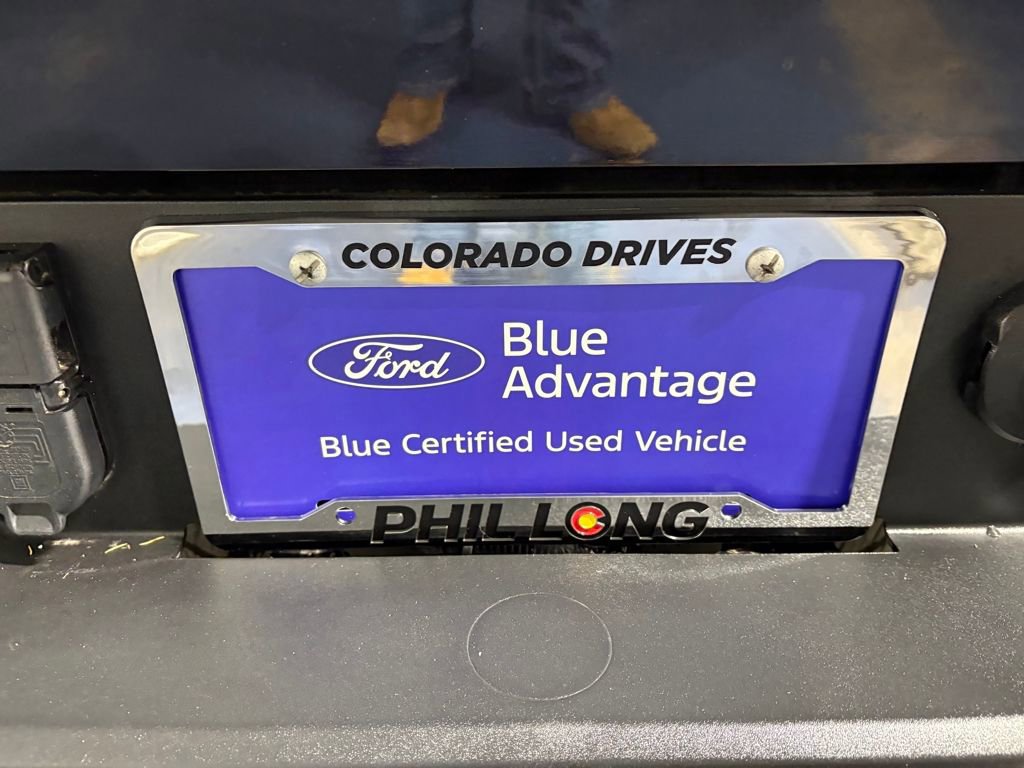 COLORADO DRIVES
Ford
Blue
Advantage
Blue Certified Used Vehicle
PHIL LONG